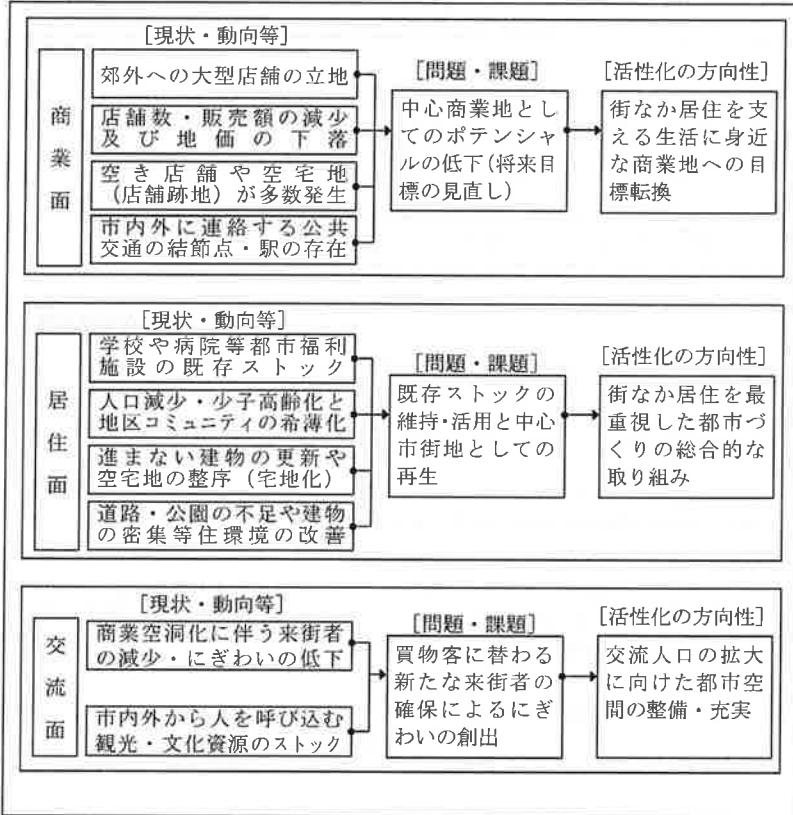 [現状・動向等]
商業面
郊外への大型店舗の立地
店舗数・販売額の減少
及び地価の下落
空き店舗や空宅地
(店舗跡地)が多数発生
市内外に連絡する公共
交通の結節点・駅の存在
[問題・課題]
中心商業地とし
てのポテンシャ
ルの低下(将来目
標の見直し)
[活性化の方向性]
街なか居住を支
える生活に身近
な商業地への目
標転換
[現状・動向等]
居住面
学校や病院等都市福利
施設の既存ストック
人口減少・少子高齢化と
地区コミュニティの希薄化
進まない建物の更新や
空宅地の整序(宅地化)
道路・公園の不足や建物
の密集等住環境の改善
[問題・課題]
既存ストックの
維持・活用と中心
市街地としての
再生
[活性化の方向性]
街なか居住を最
重視した都市づ
くりの総合的な
取り組み
[現状・動向等]
交流面
商業空洞化に伴う来街者
の減少・にぎわいの低下
市内外から人を呼び込む
観光・文化資源のストック
[問題・課題]
買物客に替わる
新たな来街者の
確保によるにぎ
わいの創出
[活性化の方向性]
交流人口の拡大
に向けた都市空
間の整備・充実